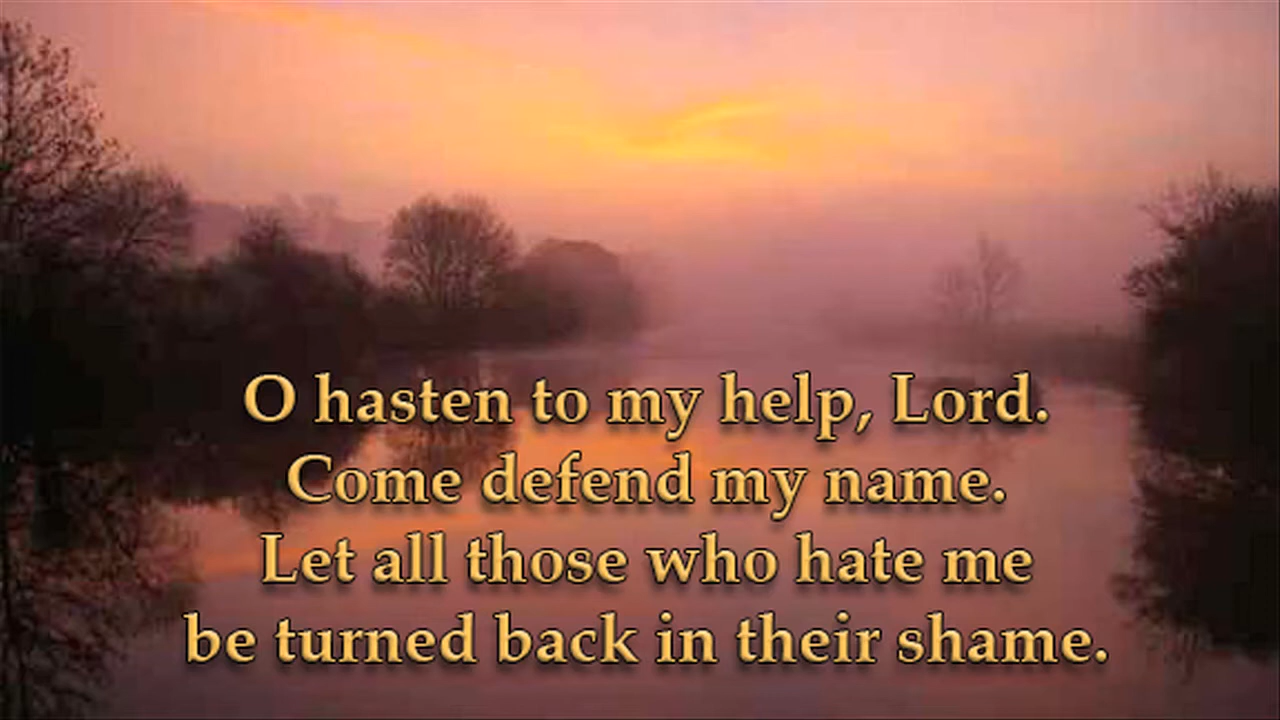 O hasten to my help, Lord.
Come defend my name.
Let all those who hate me
be turned back in their shame.